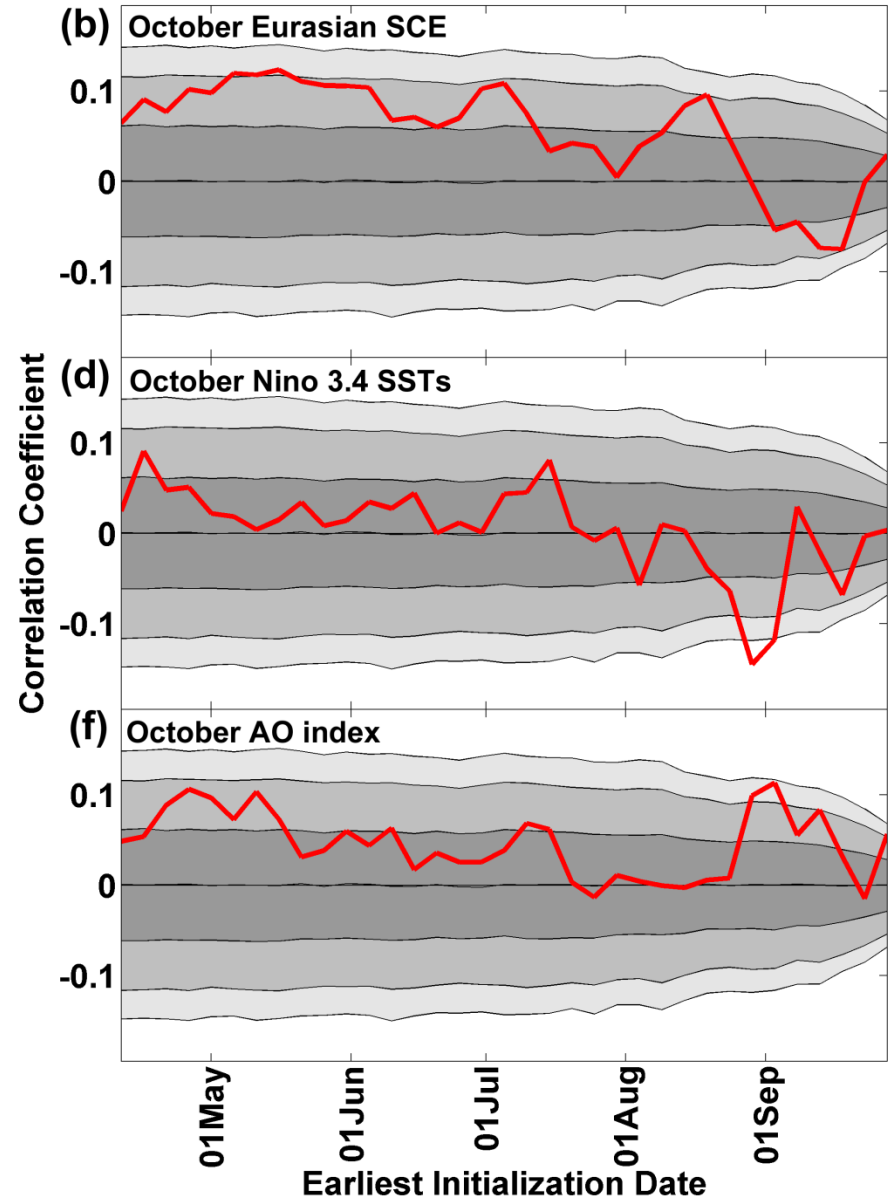 (b) October Eurasian SCE
0.1
0
-0.1
(d) October Nino 3.4 SSTs
0.1
0
-0.1
(f) October AO index
0.1
0
-0.1
Correlation Coefficient
01May
01Jun
01Jul
01Aug
01Sep
Earliest Initialization Date